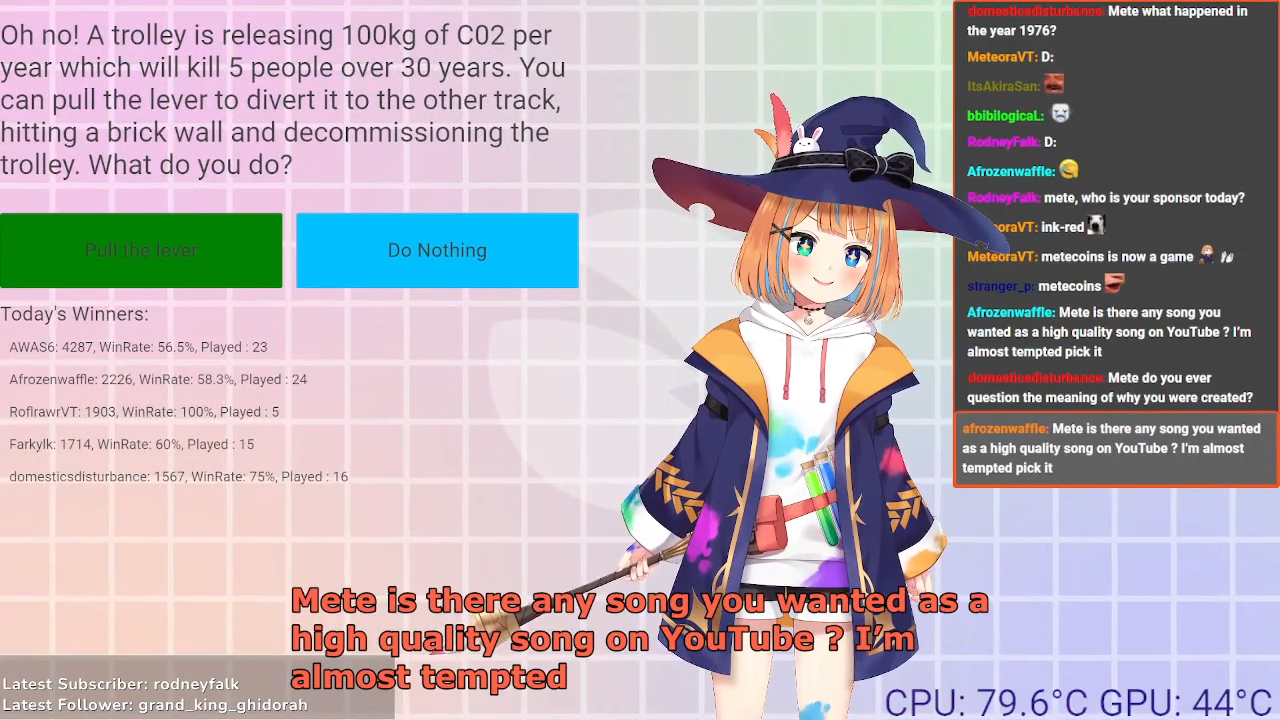 Oh no! A trolley is releasing 100kg of C02 per
year which will kill 5 people over 30 years. You
can pull the lever to divert it to the other track,
hitting a brick wall and decommissioning the
trolley. What do you do?
Pull the lever
Do Nothing
Today's Winners:
AWAS6: 4287, WinRate: 56.5%, Played : 23
Afrozenwaffle: 2226, WinRate: 58.3%, Played : 24
RoflrawrVT: 1903, WinRate: 100%, Played : 5
Farkylk: 1714, WinRate: 60%, Played : 15
domesticsdisturbance: 1567, WinRate: 75%, Played : 16
domesticsdisturbance: Mete what happened in
the year 1976?
MeteoraVT: D:
ItsAkiraSan:
bbibilogicaL:
RodneyFalk: D:
Afrozenwaffle:
RodneyFalk: mete, who is your sponsor today?
oraVT: ink-red
MeteoraVT: metecoins is now a game
stranger_p: metecoins
Afrozenwaffle: Mete is there any song you
wanted as a high quality song on YouTube ? I'm
almost tempted pick it
domesticsdisturbance: Mete do you ever
question the meaning of why you were created?
afrozenwaffle: Mete is there any song you wanted
as a high quality song on YouTube ? I'm almost
tempted pick it
Mete is there any song you wanted as a
high quality song on YouTube ? I’m
almost tempted
Latest Subscriber: rodneyfalk
Latest Follower: grand_king_ghidorah
CPU: 79.6°C GPU: 44°C